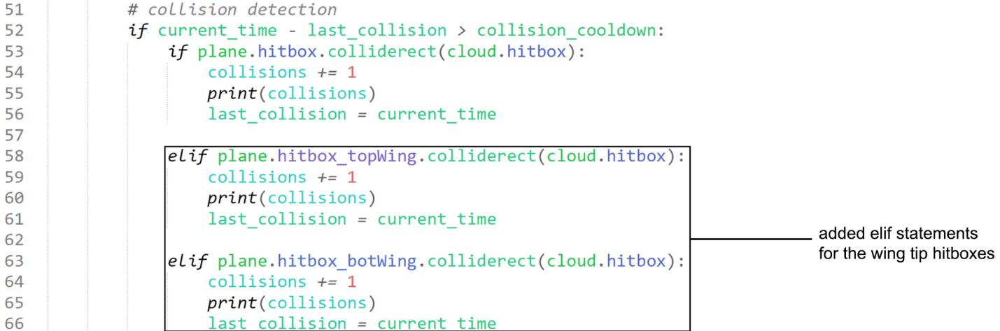 51 # collision detection
52 if current_time - last_collision > collision_cooldown:
53 if plane.hitbox.colliderect(cloud.hitbox):
54 collisions += 1
55 print(collisions)
56 last_collision = current_time
57
58 elif plane.hitbox_topWing.colliderect(cloud.hitbox):
59 collisions += 1
60 print(collisions)
61 last_collision = current_time
62
63 elif plane.hitbox_botWing.colliderect(cloud.hitbox):
64 collisions += 1
65 print(collisions)
66 last_collision = current_time
added elif statements
for the wing tip hitboxes